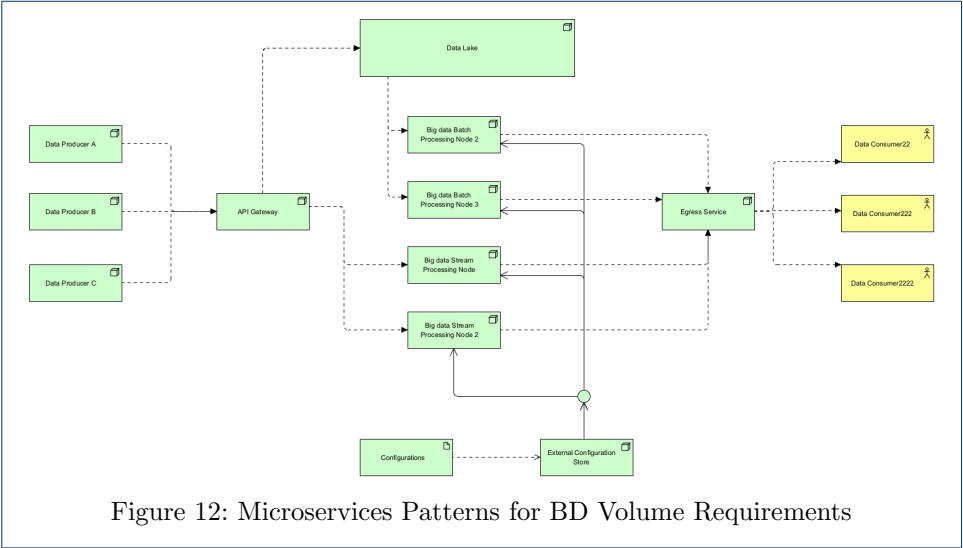 Data Lake
Big data Batch
Processing Node 2
Data Producer A
Data Consumer22
Big data Batch
Processing Node 3
Data Producer B
API Gateway
Egress Service
Data Consumer222
Big data Stream
Processing Node
Data Producer C
Data Consumer2222
Big data Stream
Processing Node 2
Configurations
External Configuration
Store
Figure 12: Microservices Patterns for BD Volume Requirements